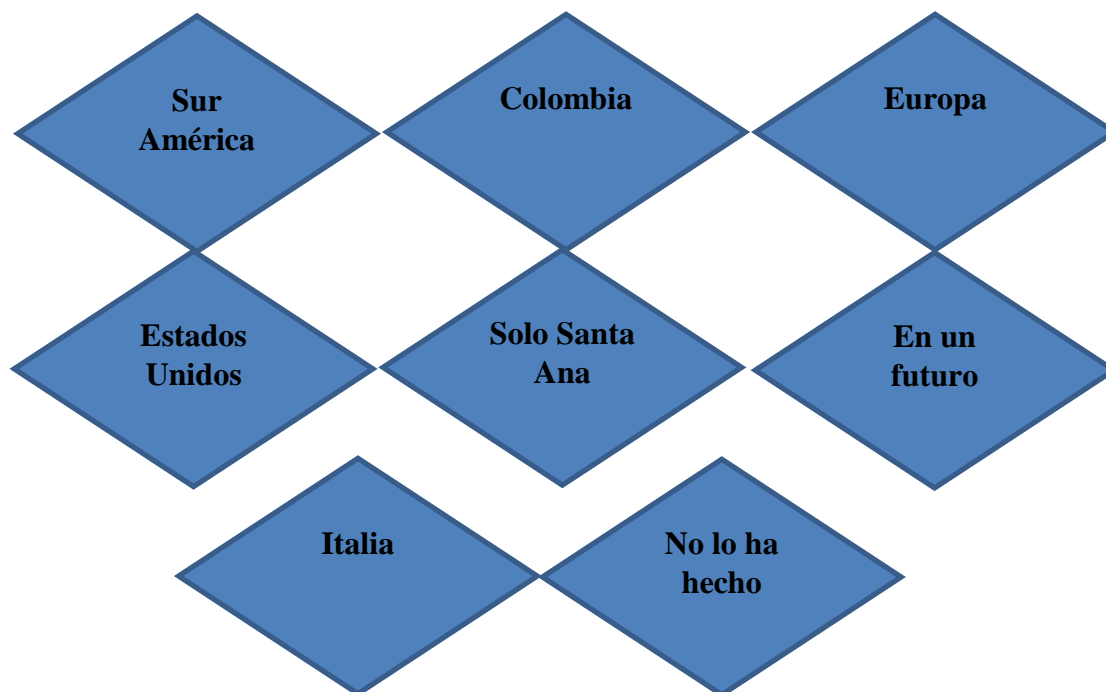 Sur
América
Colombia
Europa
Estados
Unidos
Solo Santa
Ana
En un
futuro
Italia
No lo ha
hecho